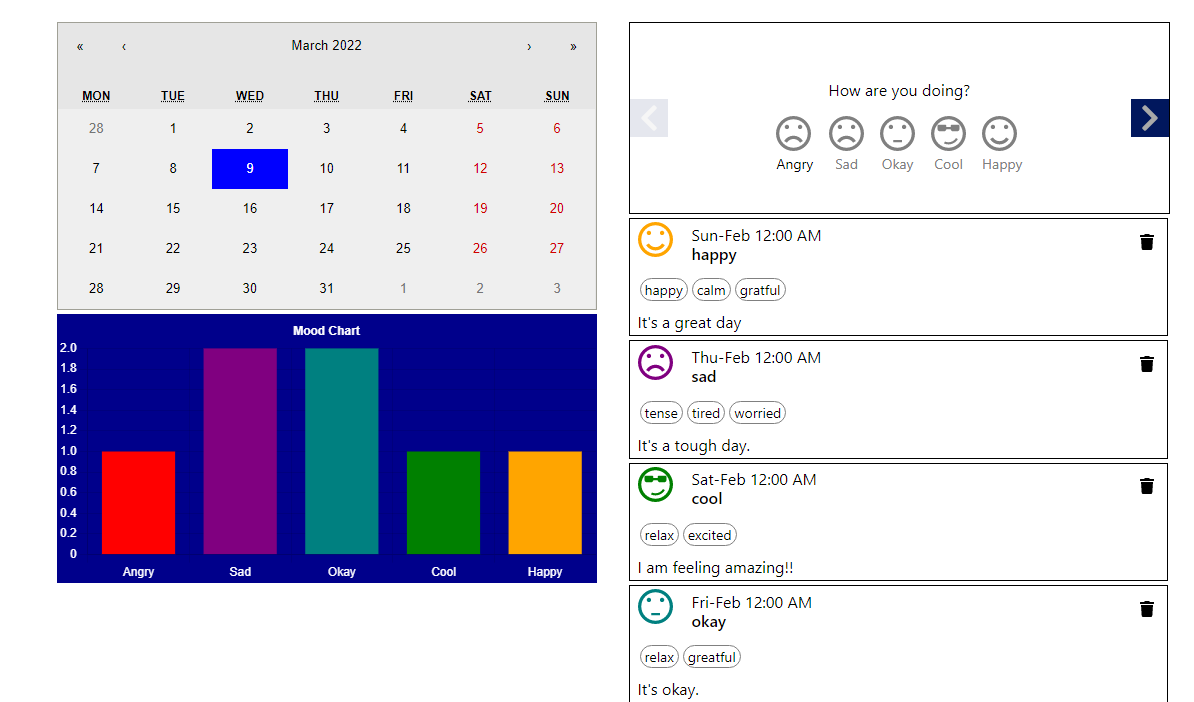 « ‹ March 2022 › »
MON TUE WED THU FRI SAT SUN
28 1 2 3 4 5 6
7 8 9 10 11 12 13
14 15 16 17 18 19 20
21 22 23 24 25 26 27
28 29 30 31 1 2 3
Mood Chart
2.0
1.8
1.6
1.4
1.2
1.0
0.8
0.6
0.4
0.2
0
Angry Sad Okay Cool Happy
How are you doing?
Angry Sad Okay Cool Happy
Sun-Feb 12:00 AM
happy
happy calm gratful
It's a great day
Thu-Feb 12:00 AM
sad
tense tired worried
It's a tough day.
Sat-Feb 12:00 AM
cool
relax excited
I am feeling amazing!!
Fri-Feb 12:00 AM
okay
relax greatful
It's okay.